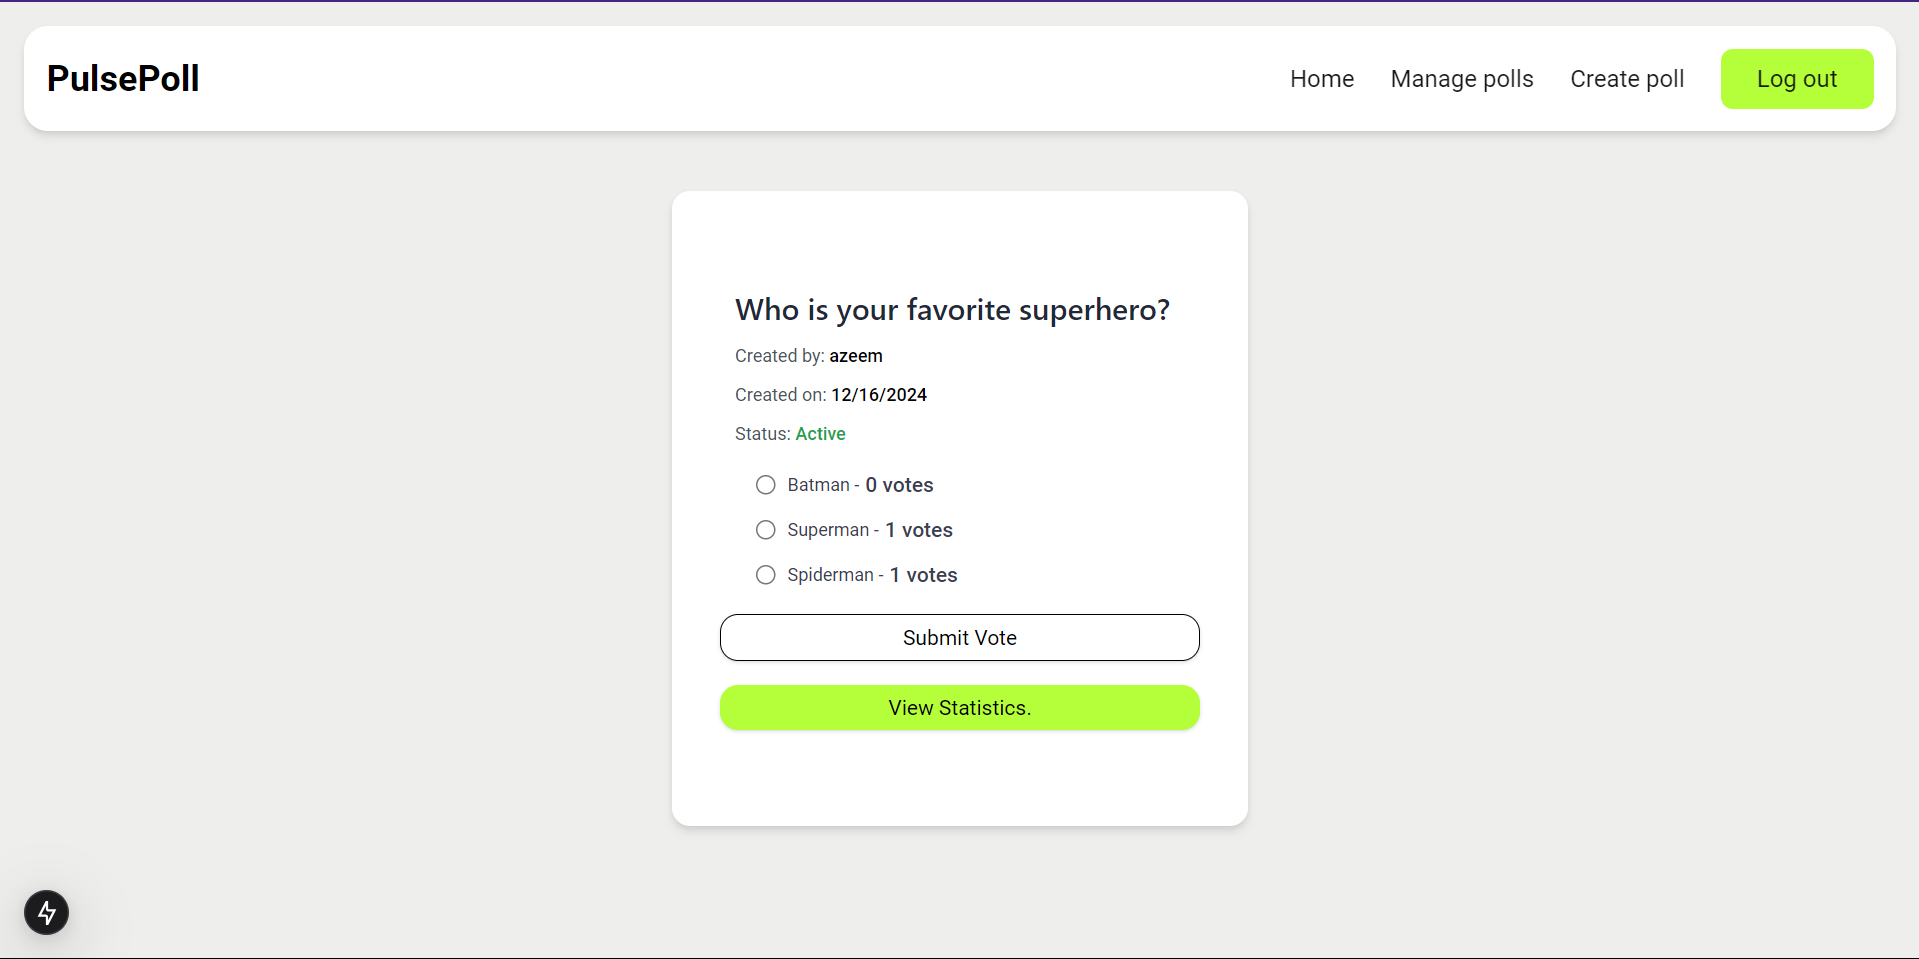 PulsePoll
Home
Manage polls
Create poll
Log out
Who is your favorite superhero?
Created by: azeem
Created on: 12/16/2024
Status: Active
Batman - 0 votes
Superman - 1 votes
Spiderman - 1 votes
Submit Vote
View Statistics.